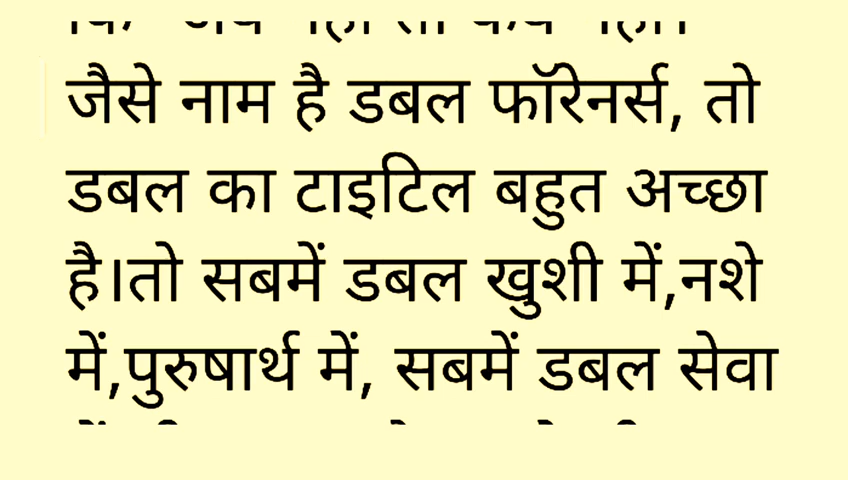 जैसे नाम है डबल फॉरेनर्स, तो
डबल का टाइटिल बहुत अच्छा
है।तो सबमें डबल खुशी में,नशे
में,पुरुषार्थ में, सबमें डबल सेवा